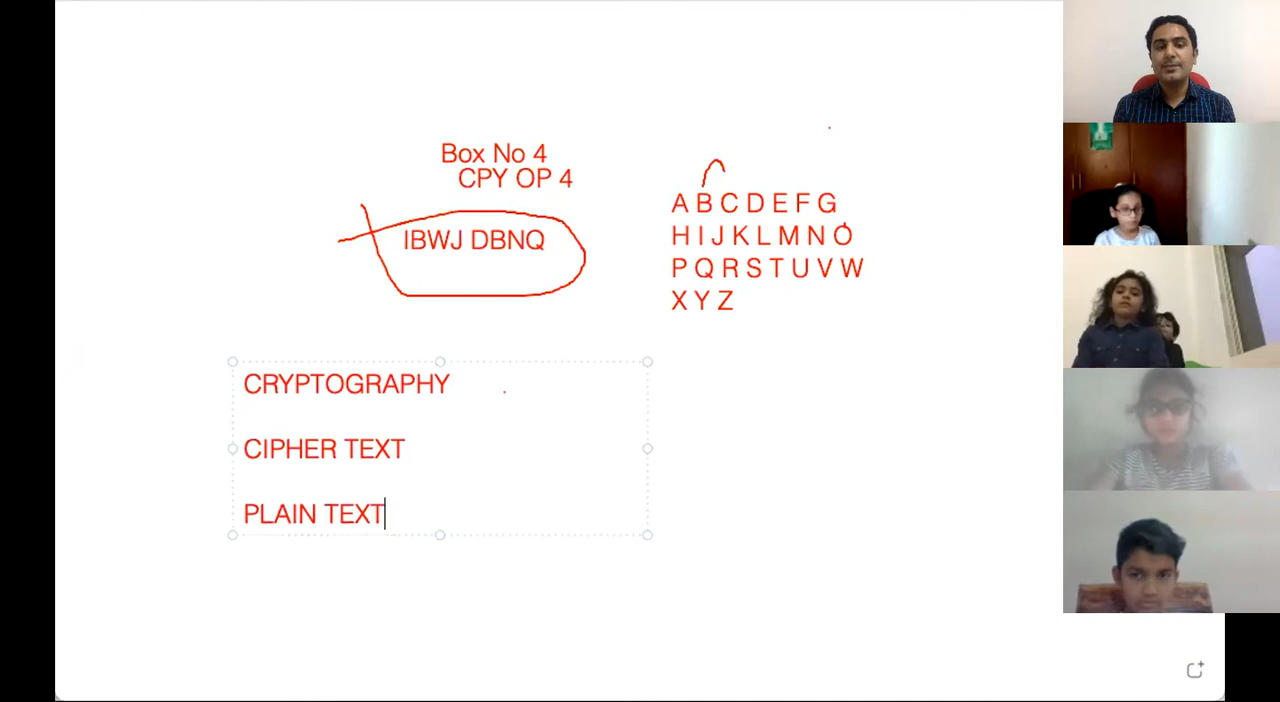 Box No 4
CPY OP 4
IBWJ DBNQ
A B C D E F G
H I J K L M N O
P Q R S T U V W
X Y Z
CRYPTOGRAPHY
CIPHER TEXT
PLAIN TEXT